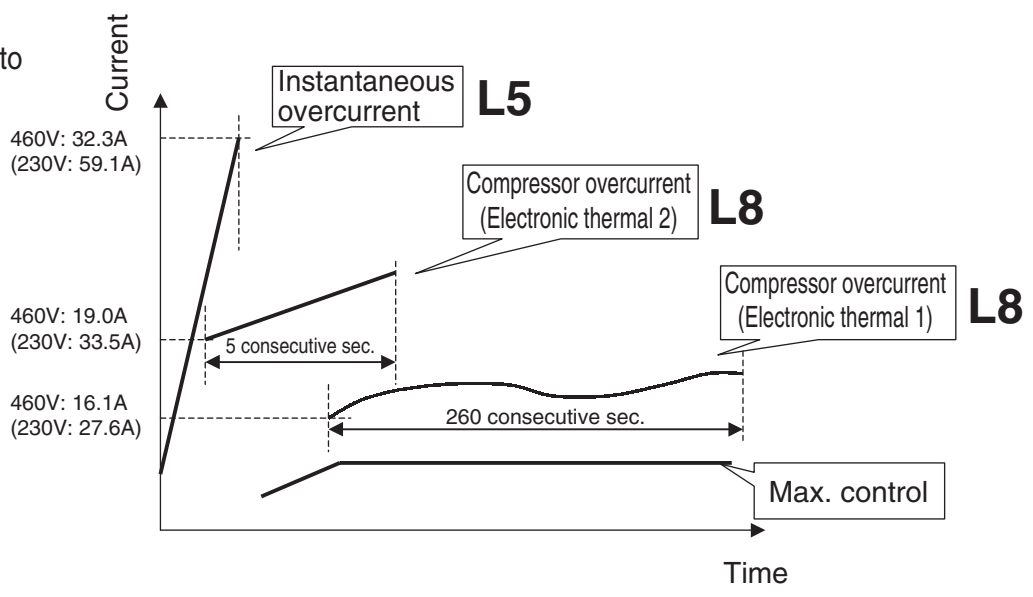 to
Current
Instantaneous
overcurrent
L5
460V: 32.3A
(230V: 59.1A)
Compressor overcurrent
(Electronic thermal 2)
L8
Compressor overcurrent
(Electronic thermal 1)
L8
460V: 19.0A
(230V: 33.5A)
5 consecutive sec.
460V: 16.1A
(230V: 27.6A)
260 consecutive sec.
Max. control
Time